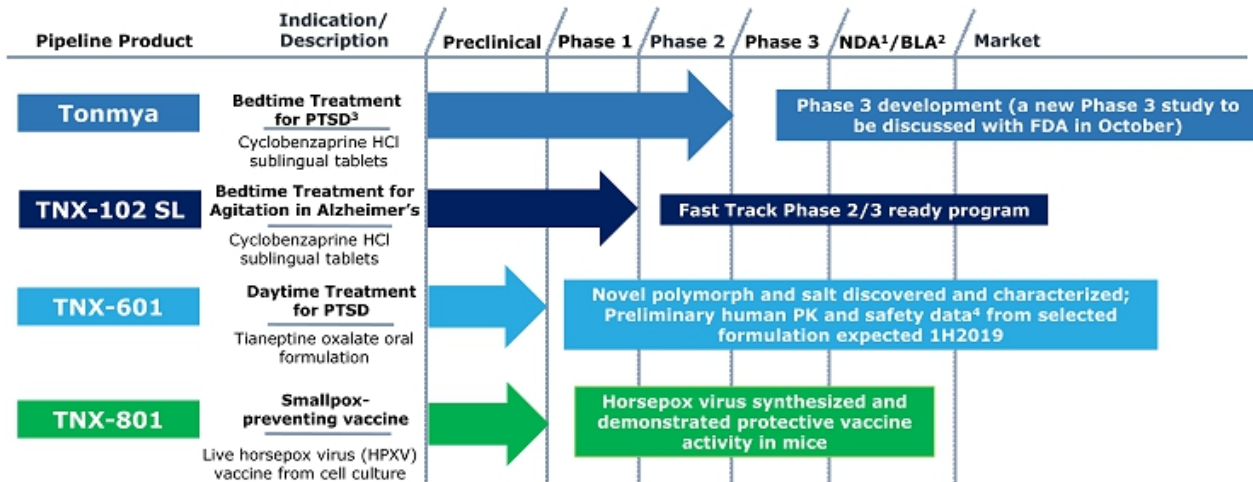 Pipeline Product
Indication/
Description
Preclinical
Phase 1
Phase 2
Phase 3
NDA¹/BLA²
Market
Tonmya
Bedtime Treatment
for PTSD³
Cyclobenzaprine HCl
sublingual tablets
Phase 3 development (a new Phase 3 study to
be discussed with FDA in October)
TNX-102 SL
Bedtime Treatment for
Agitation in Alzheimer's
Cyclobenzaprine HCl
sublingual tablets
Fast Track Phase 2/3 ready program
TNX-601
Daytime Treatment
for PTSD
Tianeptine oxalate oral
formulation
Novel polymorph and salt discovered and characterized;
Preliminary human PK and safety data⁴ from selected
formulation expected 1H2019
TNX-801
Smallpox-
preventing vaccine
Live horsepox virus (HPXV)
vaccine from cell culture
Horsepox virus synthesized and
demonstrated protective vaccine
activity in mice